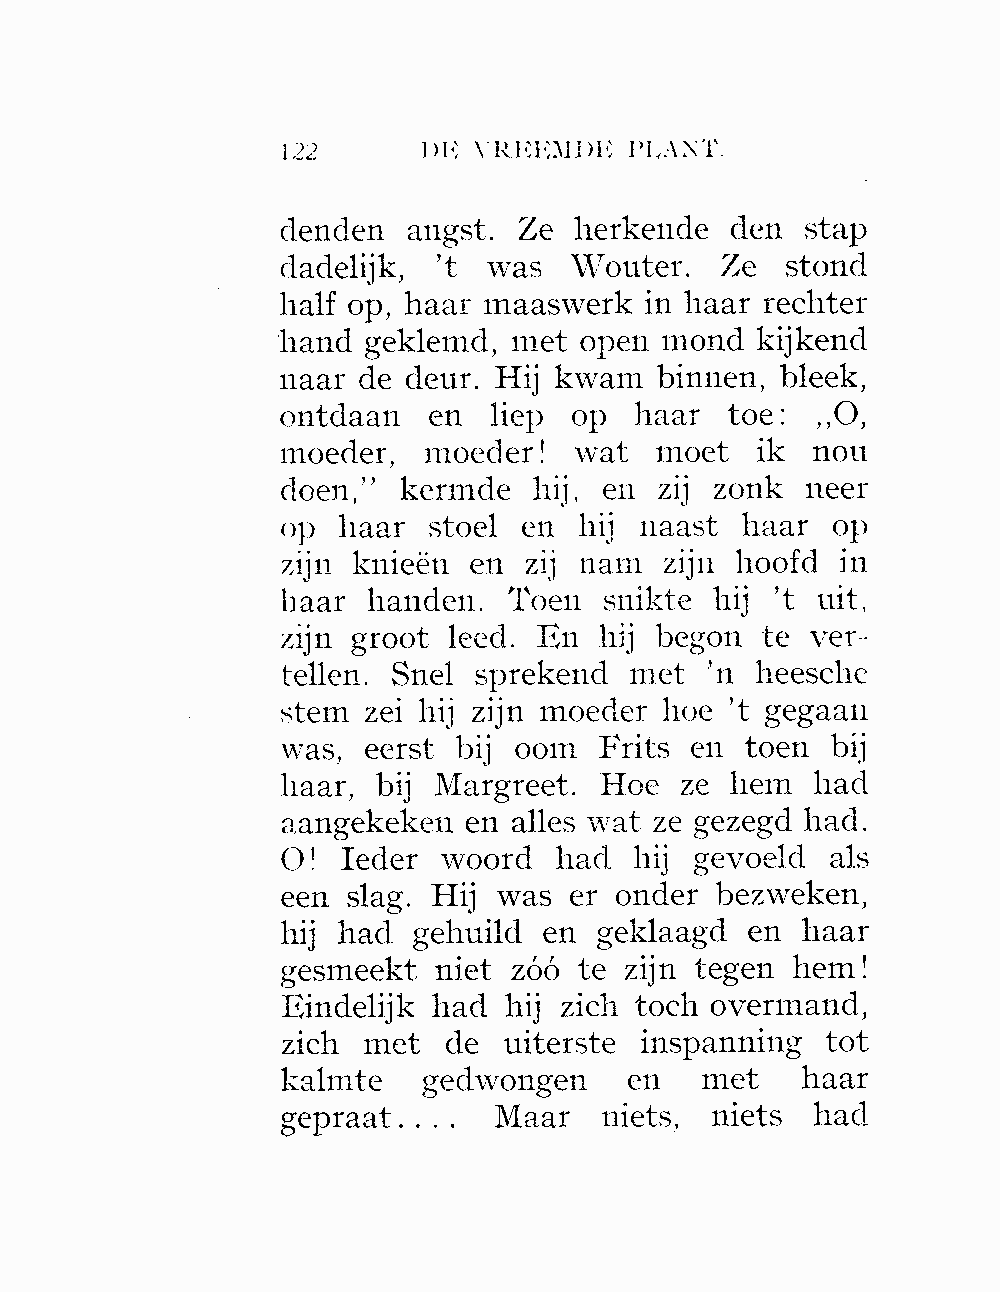 122 DE VREEMDE PLANT.
denden angst. Ze herkende den stap
dadelijk, 't was Wouter. Ze stond
half op, haar maaswerk in haar rechter
hand geklemd, met open mond kijkend
naar de deur. Hij kwam binnen, bleek,
ontdaan en liep op haar toe: ,,O,
moeder, moeder! wat moet ik nou
doen,” kermde hij, en zij zonk neer
op haar stoel en hij naast haar op
zijn knieën en zij nam zijn hoofd in
haar handen. Toen snikte hij 't uit,
zijn groot leed. En hij begon te ver-
tellen. Snel sprekend met 'n heesche
stem zei hij zijn moeder hoe 't gegaan
was, eerst bij oom Frits en toen bij
haar, bij Margreet. Hoe ze hem had
aangekeken en alles wat ze gezegd had.
O! Ieder woord had hij gevoeld als
een slag. Hij was er onder bezweken,
hij had gehuild en geklaagd en haar
gesmeekt niet zóó te zijn tegen hem!
Eindelijk had hij zich toch overmand,
zich met de uiterste inspanning tot
kalmte gedwongen en met haar
gepraat.... Maar niets, niets had